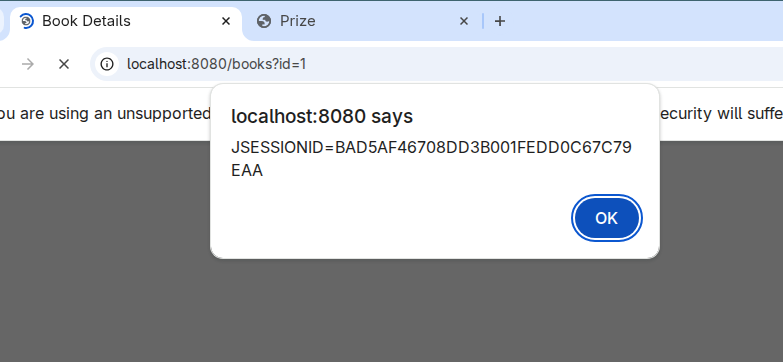 Book Details
Prize
localhost:8080/books?id=1
ou are using an unsupported
ecurity will suffe
localhost:8080 says
JSESSIONID=BAD5AF46708DD3B001FEDD0C67C79
EAA
OK